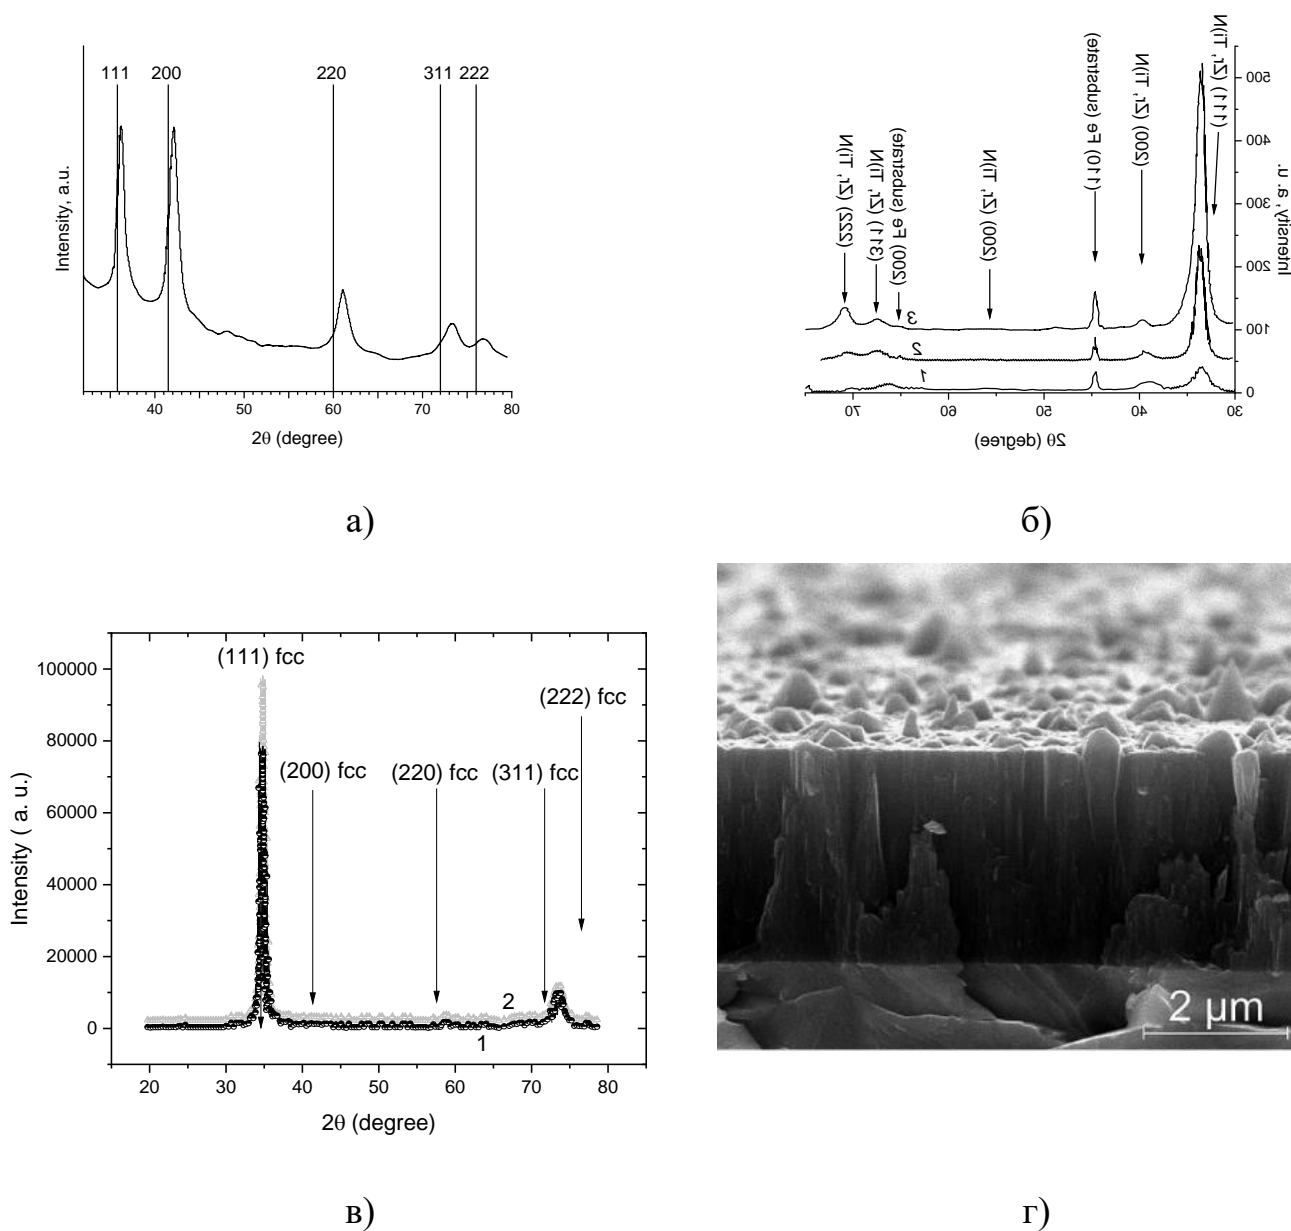 111 200 220 311 222
Intensity, a.u.
40 50 60 70 80
2θ (degree)
а)
(222) (Zr, Ti)N
(311) (Zr, Ti)N
(200) Fe (substrate)
(200) (Zr, Ti)N
(110) Fe (substrate)
(200) (Zr, Ti)N
(111) (Zr, Ti)N
500
400
300
200
100
0
Intensity, a. u.
3
2
1
70 60 50 40 30
2θ (degree)
б)
(111) fcc
(222) fcc
(200) fcc (220) fcc (311) fcc
100000
80000
60000
40000
20000
0
Intensity ( a. u.)
2
1
20 30 40 50 60 70 80
2θ (degree)
в)
2 µm
г)